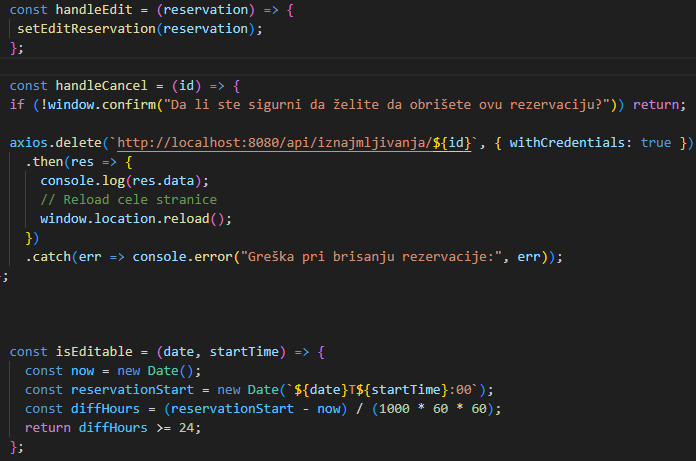 const handleEdit = (reservation) => {
setEditReservation(reservation);
};
const handleCancel = (id) => {
if (!window.confirm("Da li ste sigurni da želite da obrišete ovu rezervaciju?")) return;
axios.delete(`http://localhost:8080/api/iznajmljivanja/${id}`, { withCredentials: true })
.then(res => {
console.log(res.data);
// Reload cele stranice
window.location.reload();
})
.catch(err => console.error("Greška pri brisanju rezervacije:", err));
};
const isEditable = (date, startTime) => {
const now = new Date();
const reservationStart = new Date(`${date}T${startTime}:00`);
const diffHours = (reservationStart - now) / (1000 * 60 * 60);
return diffHours >= 24;
};